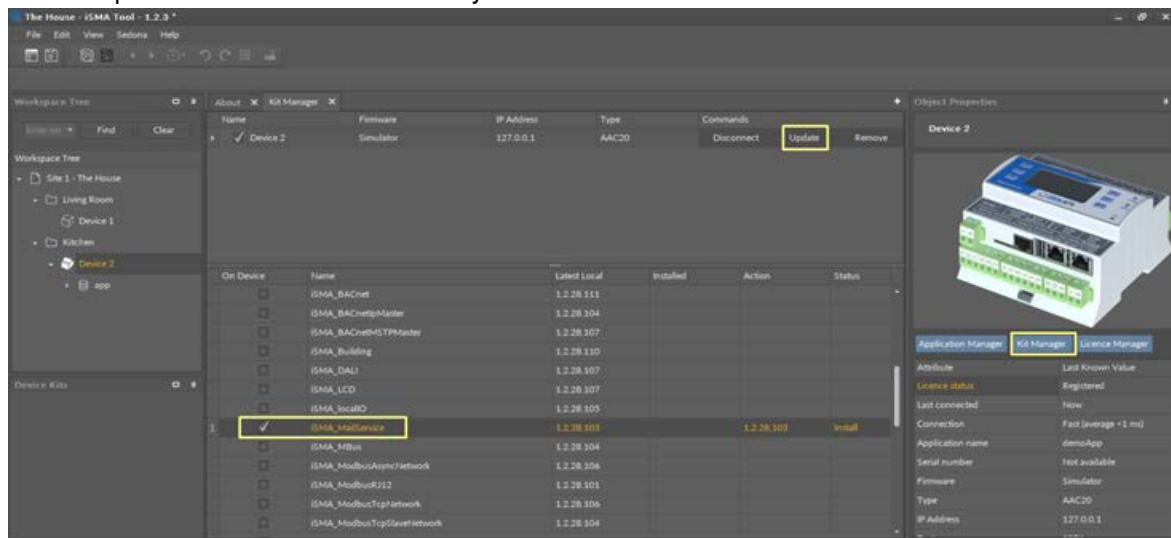 The House - iSMA Tool - 1.2.3 *
File Edit View Sedona Help
Workspace Tree
About Kit Manager
Object Properties
Find Clear
Name Firmware IP Address Type Commands
Device 2 Simulator 127.0.0.1 AAC20 Disconnect Update Remove
Device 2
Workspace Tree
Site 1 - The House
Living Room
Device 1
Kitchen
Device 2
app
On Device Name Latest Local Installed Action Status
iSMA_BACnet 1.2.28.111
iSMA_BACnetIpMaster 1.2.28.104
iSMA_BACnetMSTPMaster 1.2.28.107
iSMA_Building 1.2.28.110
iSMA_DALI 1.2.28.107
iSMA_LCD 1.2.28.107
iSMA_localIO 1.2.28.105
iSMA_MailService 1.2.28.103 1.2.28.103 Install
iSMA_MBus 1.2.28.104
iSMA_ModbusAsyncNetwork 1.2.28.106
iSMA_ModbusRJ12 1.2.28.101
iSMA_ModbusTcpNetwork 1.2.28.106
iSMA_ModbusTcpSlaveNetwork 1.2.28.104
Device Kits
Application Manager Kit Manager Licence Manager
Attribute Last Known Value
Licence status Registered
Last connected Now
Connection Fast (average <1 ms)
Application name demoApp
Serial number Not available
Firmware Simulator
Type AAC20
IP Address 127.0.0.1